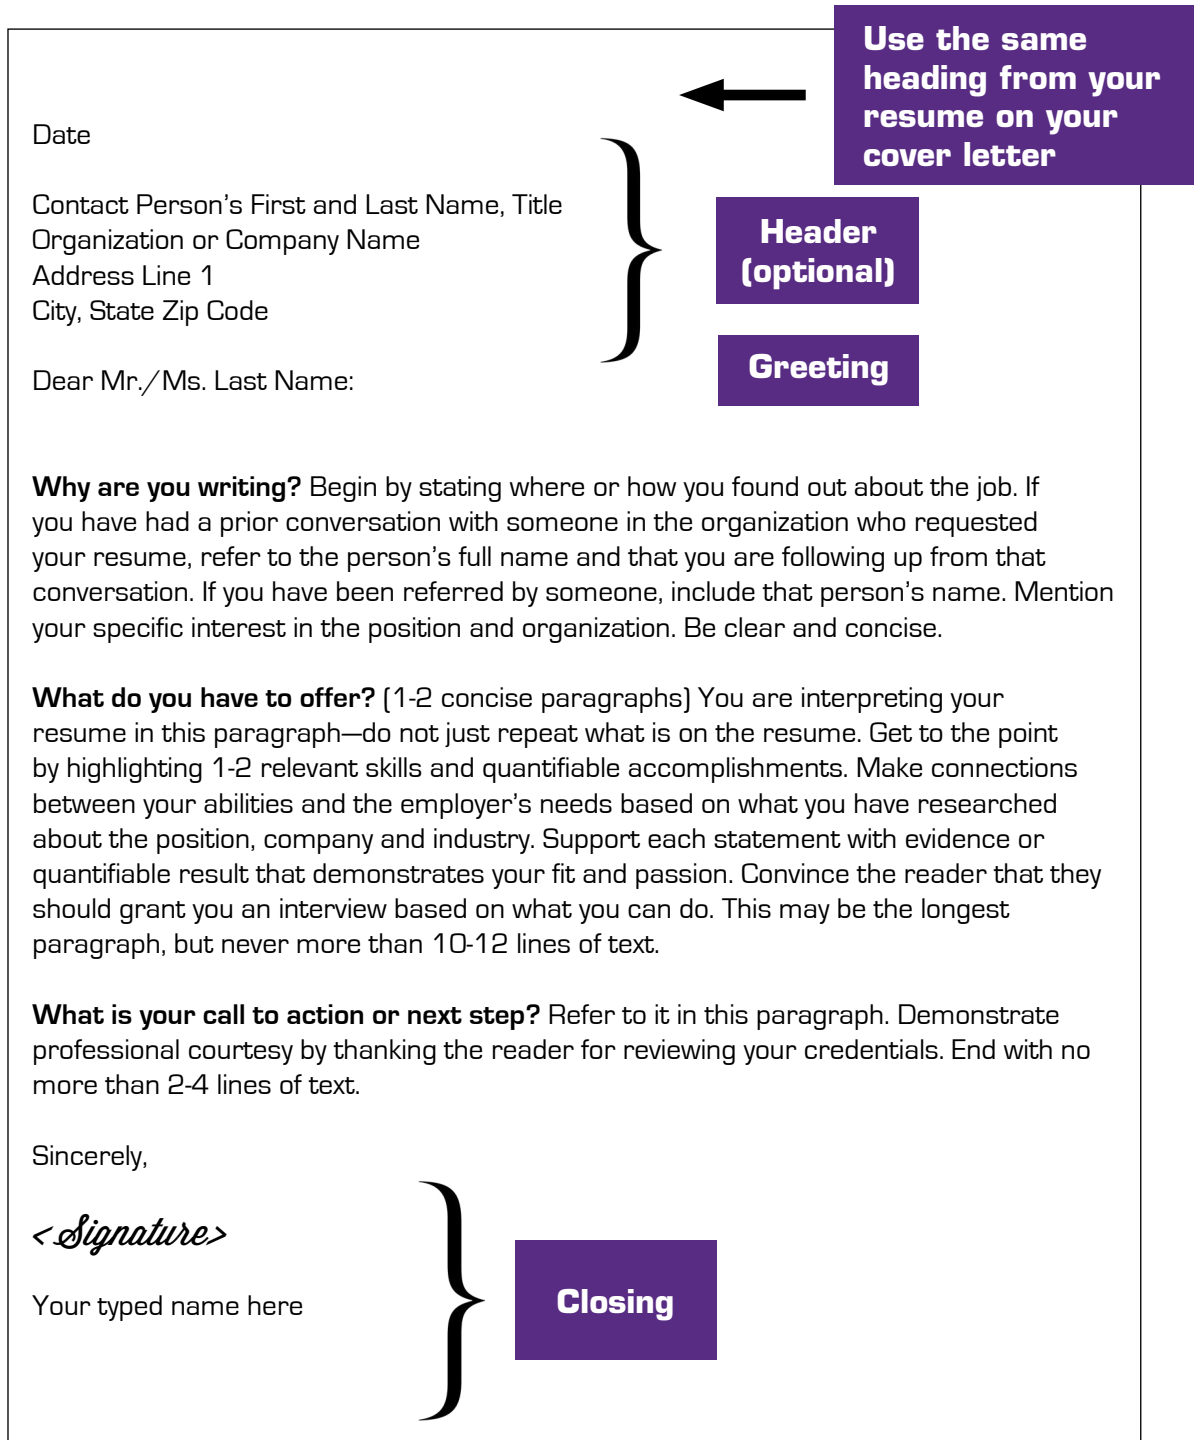 Use the same
heading from your
resume on your
cover letter
Date
Contact Person’s First and Last Name, Title
Organization or Company Name
Address Line 1
City, State Zip Code
Header
(optional)
Dear Mr./Ms. Last Name:
Greeting
Why are you writing? Begin by stating where or how you found out about the job. If
you have had a prior conversation with someone in the organization who requested
your resume, refer to the person’s full name and that you are following up from that
conversation. If you have been referred by someone, include that person’s name. Mention
your specific interest in the position and organization. Be clear and concise.
What do you have to offer? (1-2 concise paragraphs) You are interpreting your
resume in this paragraph—do not just repeat what is on the resume. Get to the point
by highlighting 1-2 relevant skills and quantifiable accomplishments. Make connections
between your abilities and the employer’s needs based on what you have researched
about the position, company and industry. Support each statement with evidence or
quantifiable result that demonstrates your fit and passion. Convince the reader that they
should grant you an interview based on what you can do. This may be the longest
paragraph, but never more than 10-12 lines of text.
What is your call to action or next step? Refer to it in this paragraph. Demonstrate
professional courtesy by thanking the reader for reviewing your credentials. End with no
more than 2-4 lines of text.
Sincerely,
<Signature>
Your typed name here
Closing